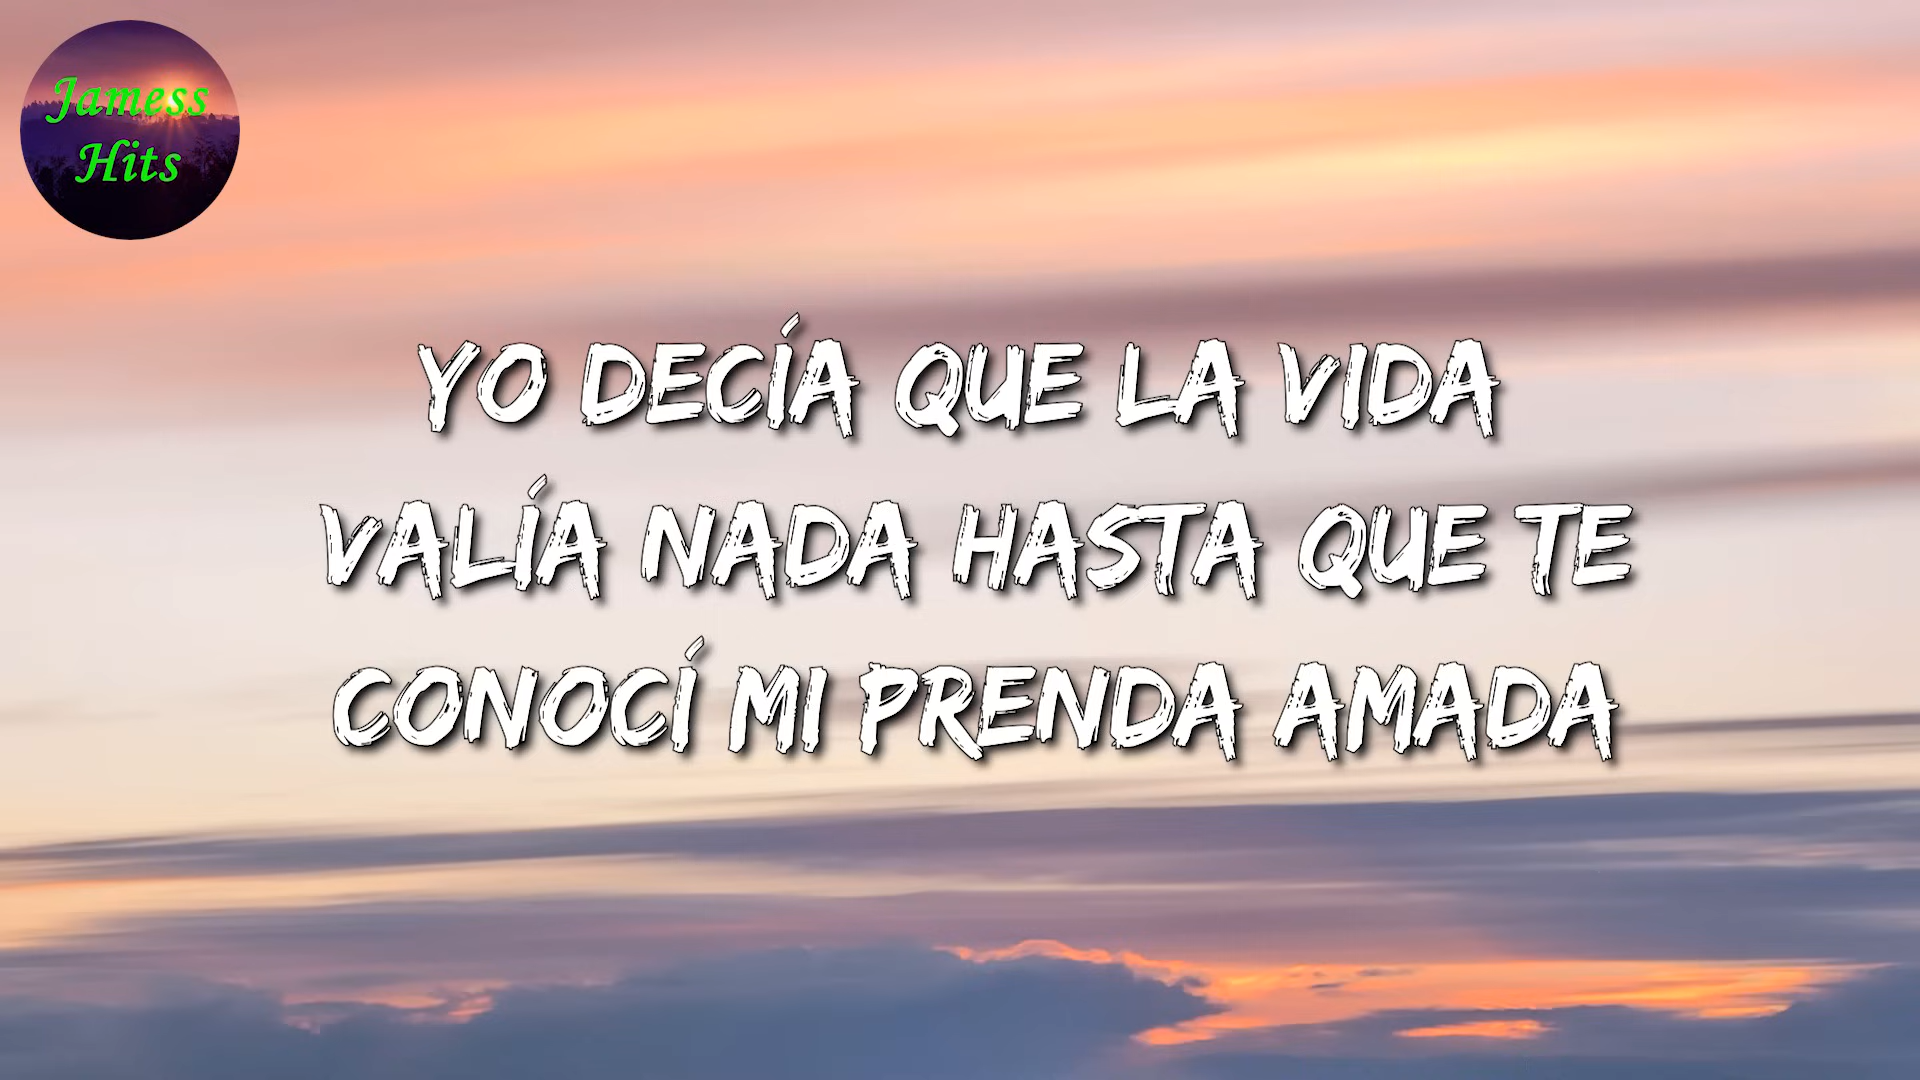 Jamess
Hits
YO DECÍA QUE LA VIDA
VALÍA NADA HASTA QUE TE
CONOCÍ MI PRENDA AMADA